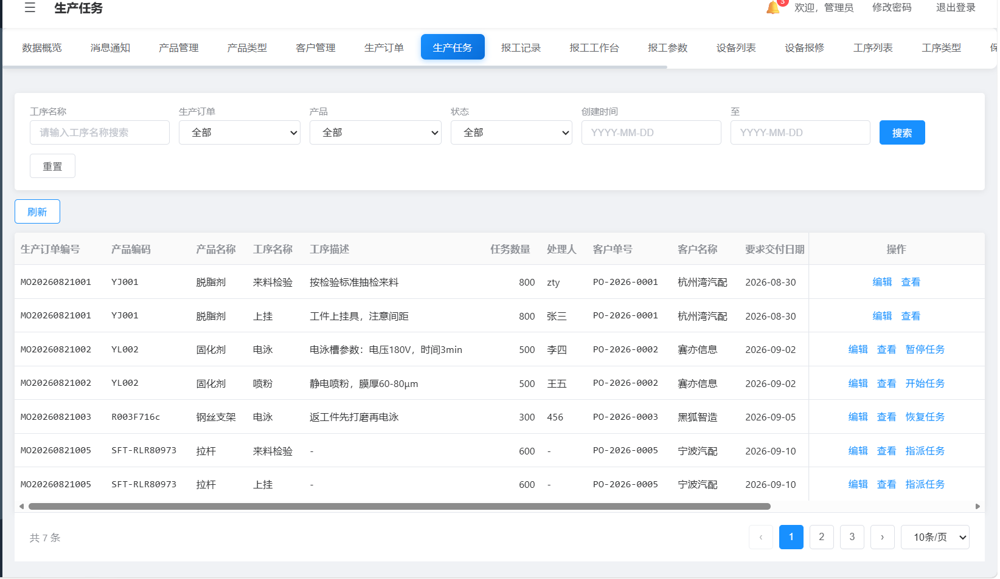 ☰ 生产任务 3 欢迎，管理员 修改密码 退出登录
数据概览 消息通知 产品管理 产品类型 客户管理 生产订单 生产任务 报工记录 报工工作台 报工参数 设备列表 设备报修 工序列表 工序类型
工序名称 生产订单 产品 状态 创建时间 至
请输入工序名称搜索 全部 全部 全部 YYYY-MM-DD YYYY-MM-DD 搜索
重置
刷新
生产订单编号 产品编码 产品名称 工序名称 工序描述 任务数量 处理人 客户单号 客户名称 要求交付日期 操作
MO20260821001 YJ001 脱脂剂 来料检验 按检验标准抽检来料 800 zty PO-2026-0001 杭州湾汽配 2026-08-30 编辑 查看
MO20260821001 YJ001 脱脂剂 上挂 工件上挂具，注意间距 800 张三 PO-2026-0001 杭州湾汽配 2026-08-30 编辑 查看
MO20260821002 YL002 固化剂 电泳 电泳槽参数：电压180V，时间3min 500 李四 PO-2026-0002 赛亦信息 2026-09-02 编辑 查看 暂停任务
MO20260821002 YL002 固化剂 喷粉 静电喷粉，膜厚60-80μm 500 王五 PO-2026-0002 赛亦信息 2026-09-02 编辑 查看 开始任务
MO20260821003 R003F716c 钢丝支架 电泳 返工件先打磨再电泳 300 456 PO-2026-0003 黑狐智造 2026-09-05 编辑 查看 恢复任务
MO20260821005 SFT-RLR80973 拉杆 来料检验 - 600 - PO-2026-0005 宁波汽配 2026-09-10 编辑 查看 指派任务
MO20260821005 SFT-RLR80973 拉杆 上挂 - 600 - PO-2026-0005 宁波汽配 2026-09-10 编辑 查看 指派任务
共 7 条 ‹ 1 2 3 › 10条/页